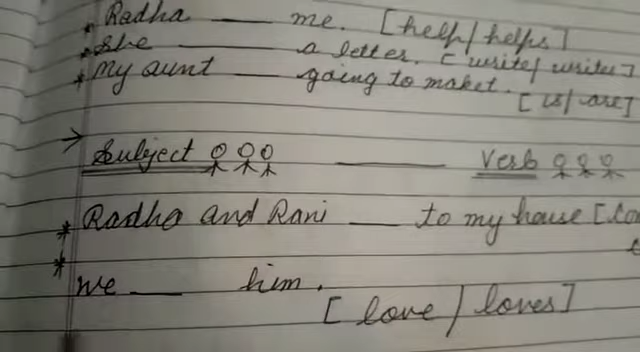 * Radha ___ me. [help/helps]
* She ___ a letter. [write/writes]
* My aunt ___ going to maket.
[is/are]
→ Subject ___ Verb
* Radha and Rani ___ to my house [
* we ___ him.
[love/loves]